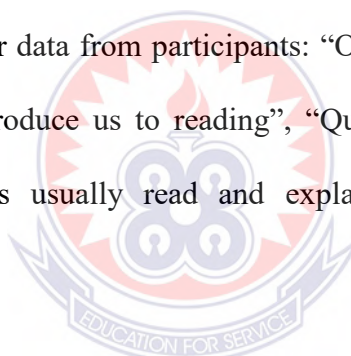 r data from participants: “O
roduce us to reading”, “Qu
s usually read and expla
EDUCATION FOR SERVICE